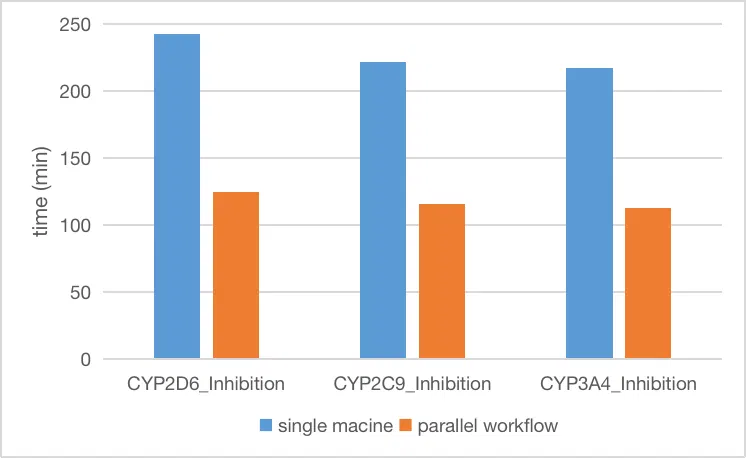 250
200
150
100
50
0
time (min)
CYP2D6_Inhibition CYP2C9_Inhibition CYP3A4_Inhibition
single macine parallel workflow